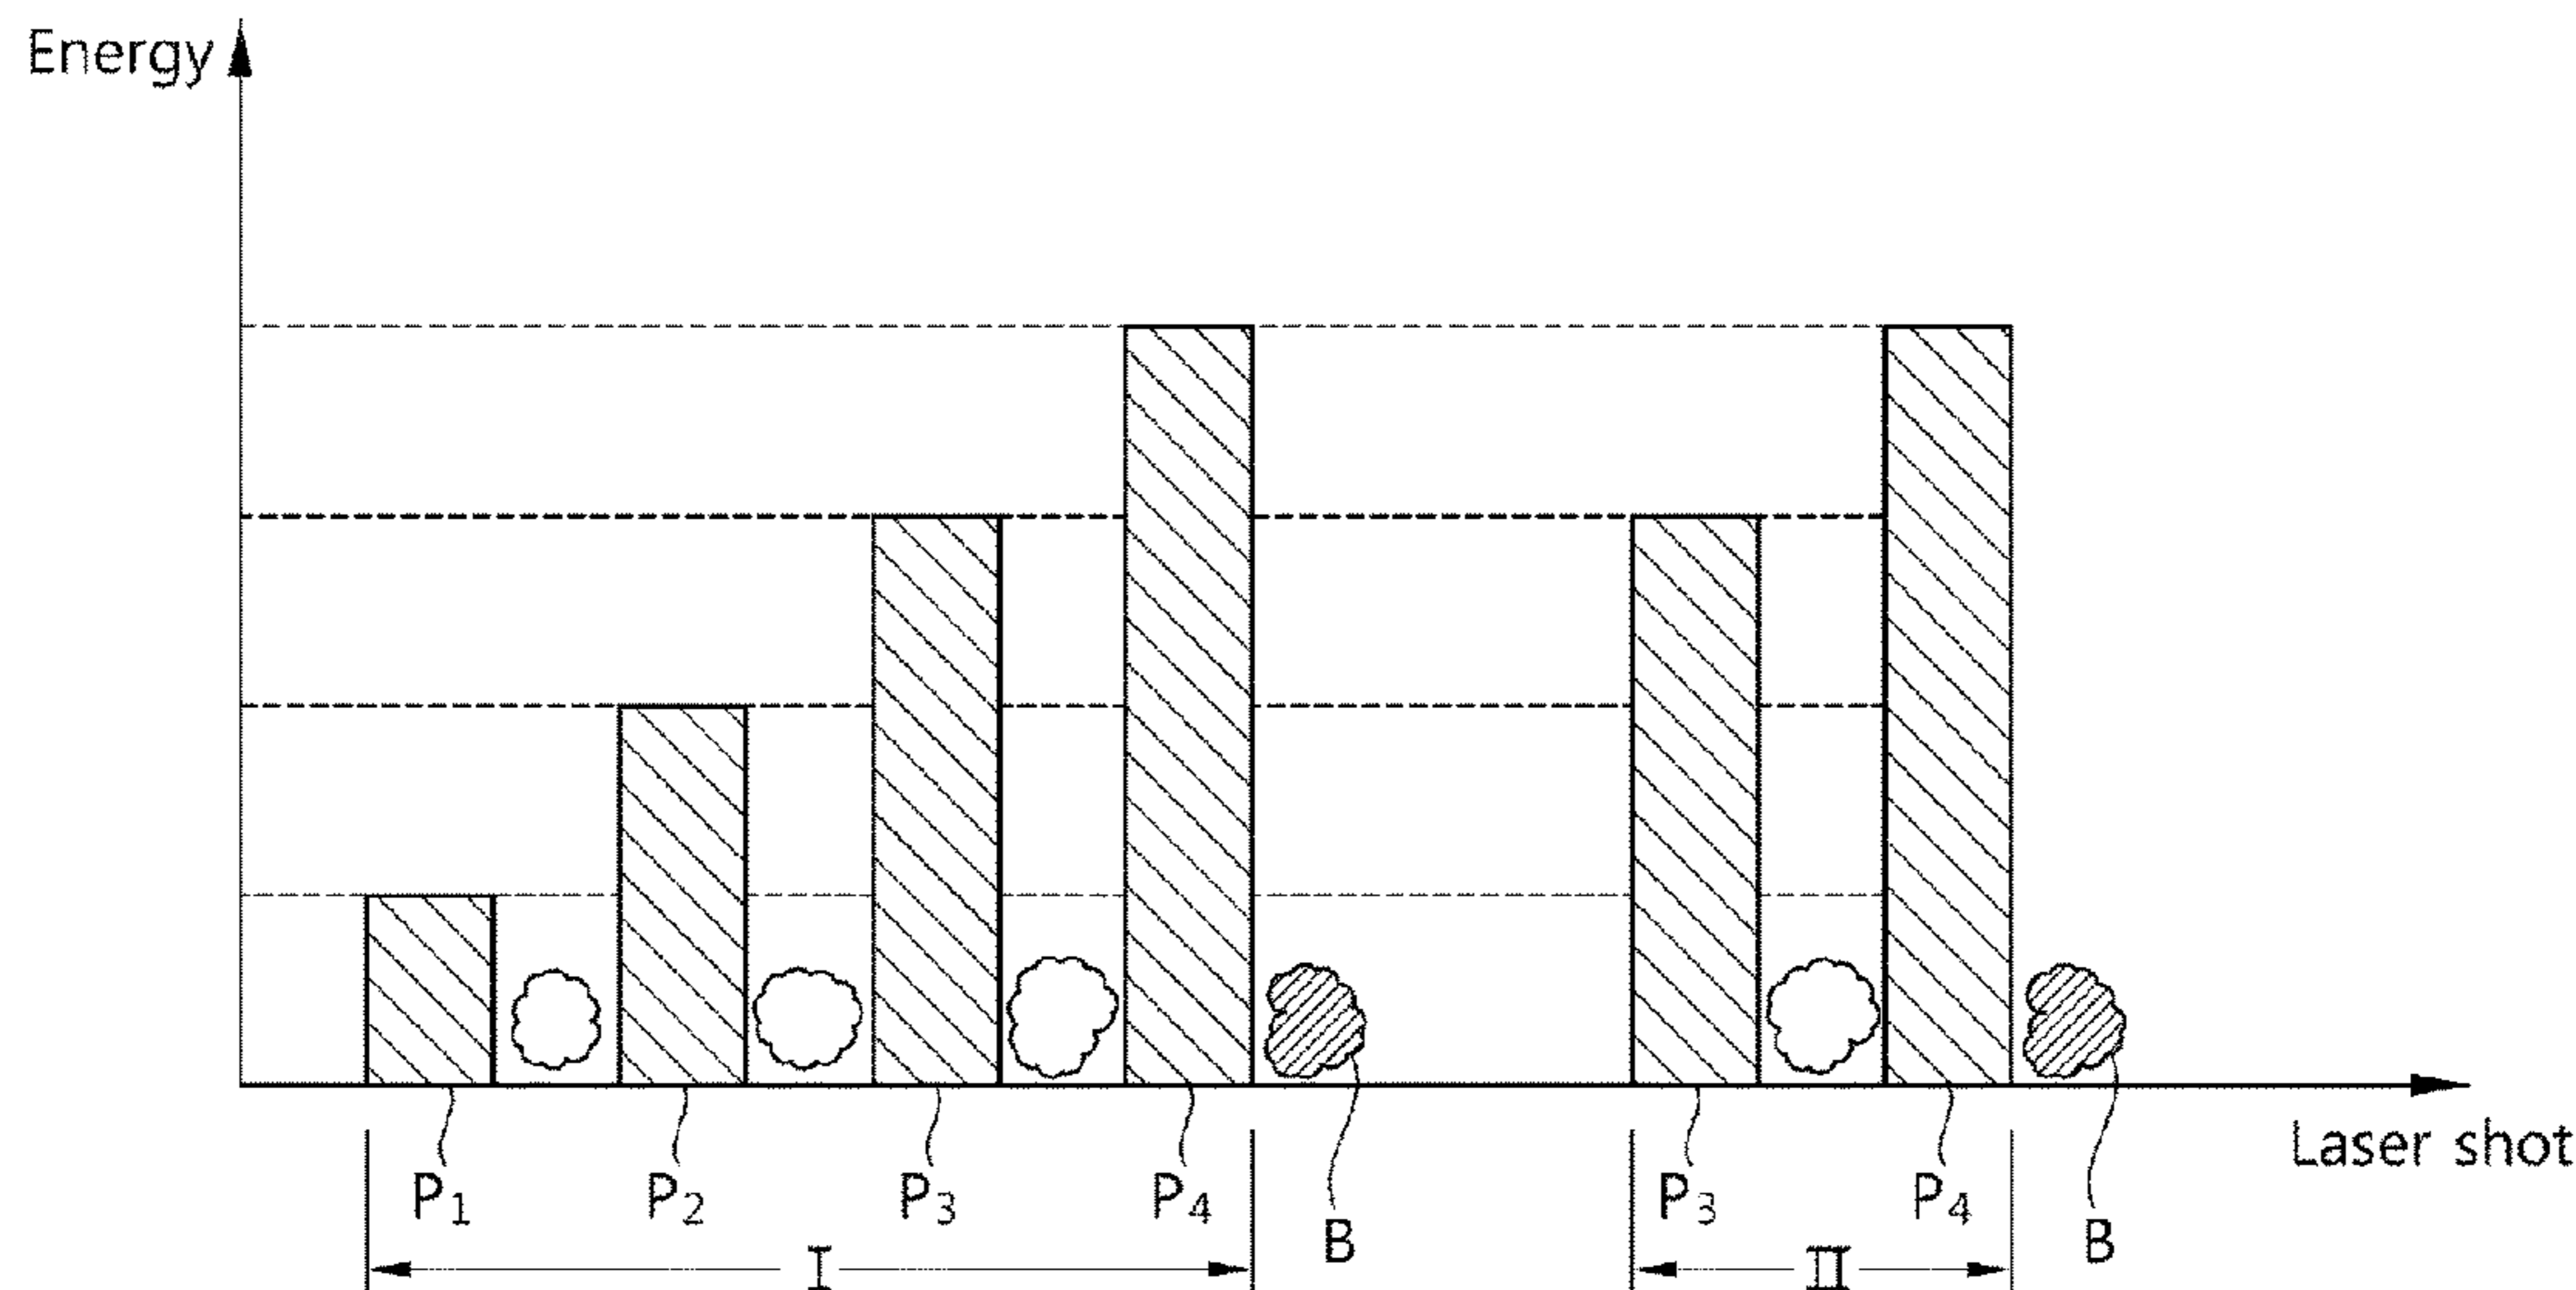 Energy
Laser shot
P₁ P₂ P₃ P₄ P₃ P₄
B B
I II